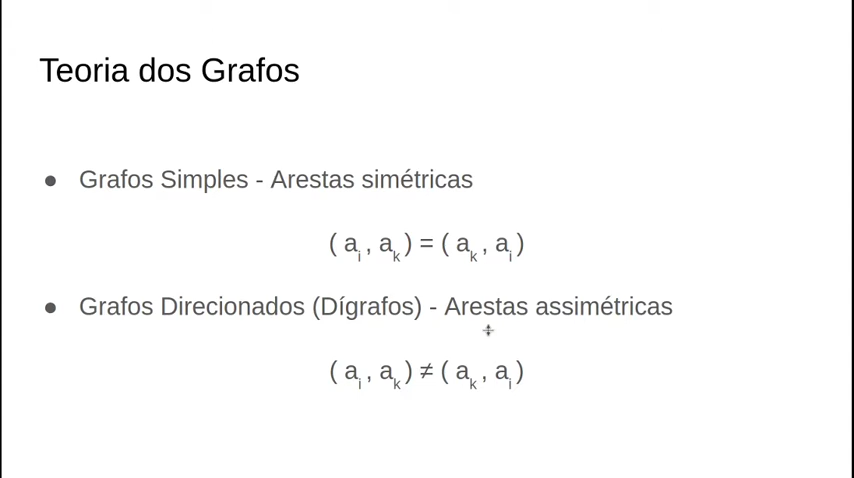 Teoria dos Grafos
● Grafos Simples - Arestas simétricas
( aᵢ , aₖ ) = ( aₖ , aᵢ )
● Grafos Direcionados (Dígrafos) - Arestas assimétricas
( aᵢ , aₖ ) ≠ ( aₖ , aᵢ )